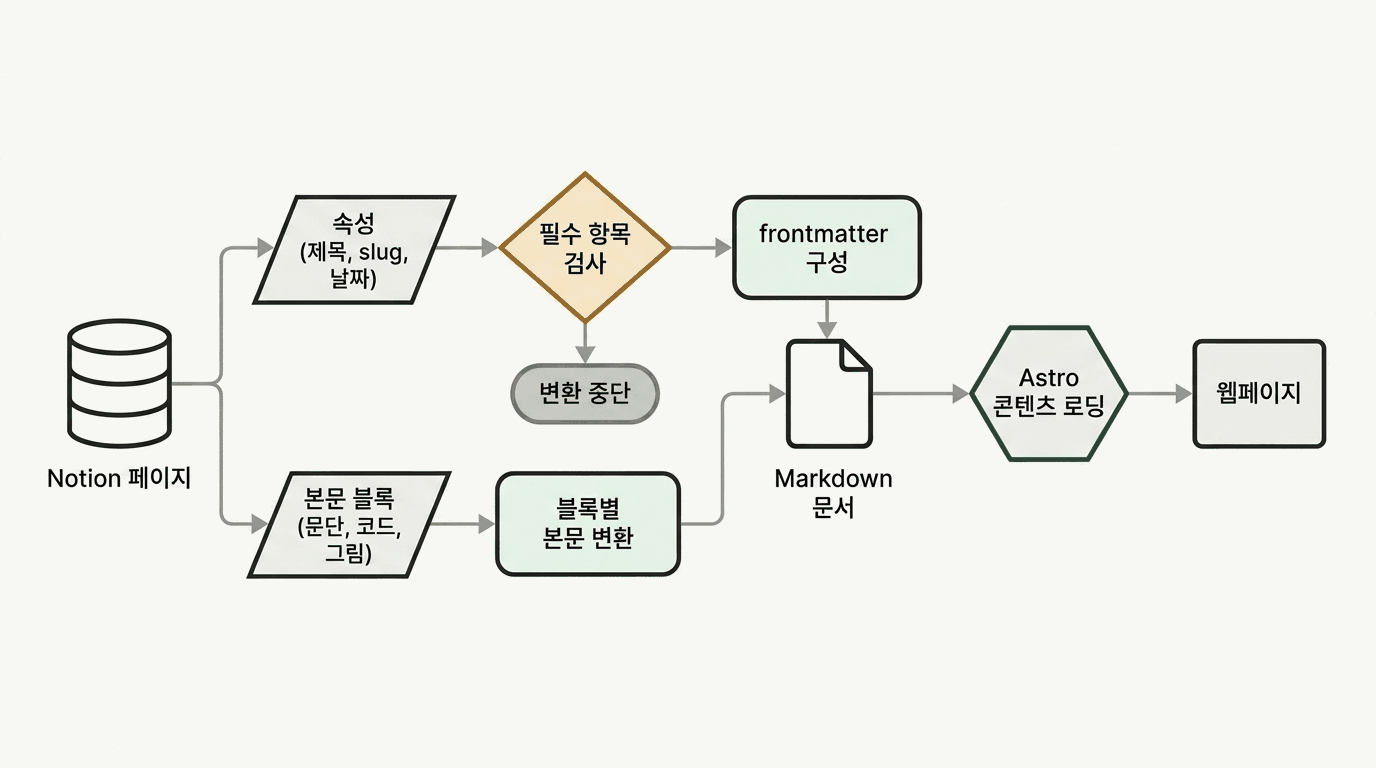 속성
(제목, slug,
날짜)
필수 항목
검사
frontmatter
구성
변환 중단
Notion 페이지
본문 블록
(문단, 코드,
그림)
블록별
본문 변환
Markdown
문서
Astro
콘텐츠 로딩
웹페이지